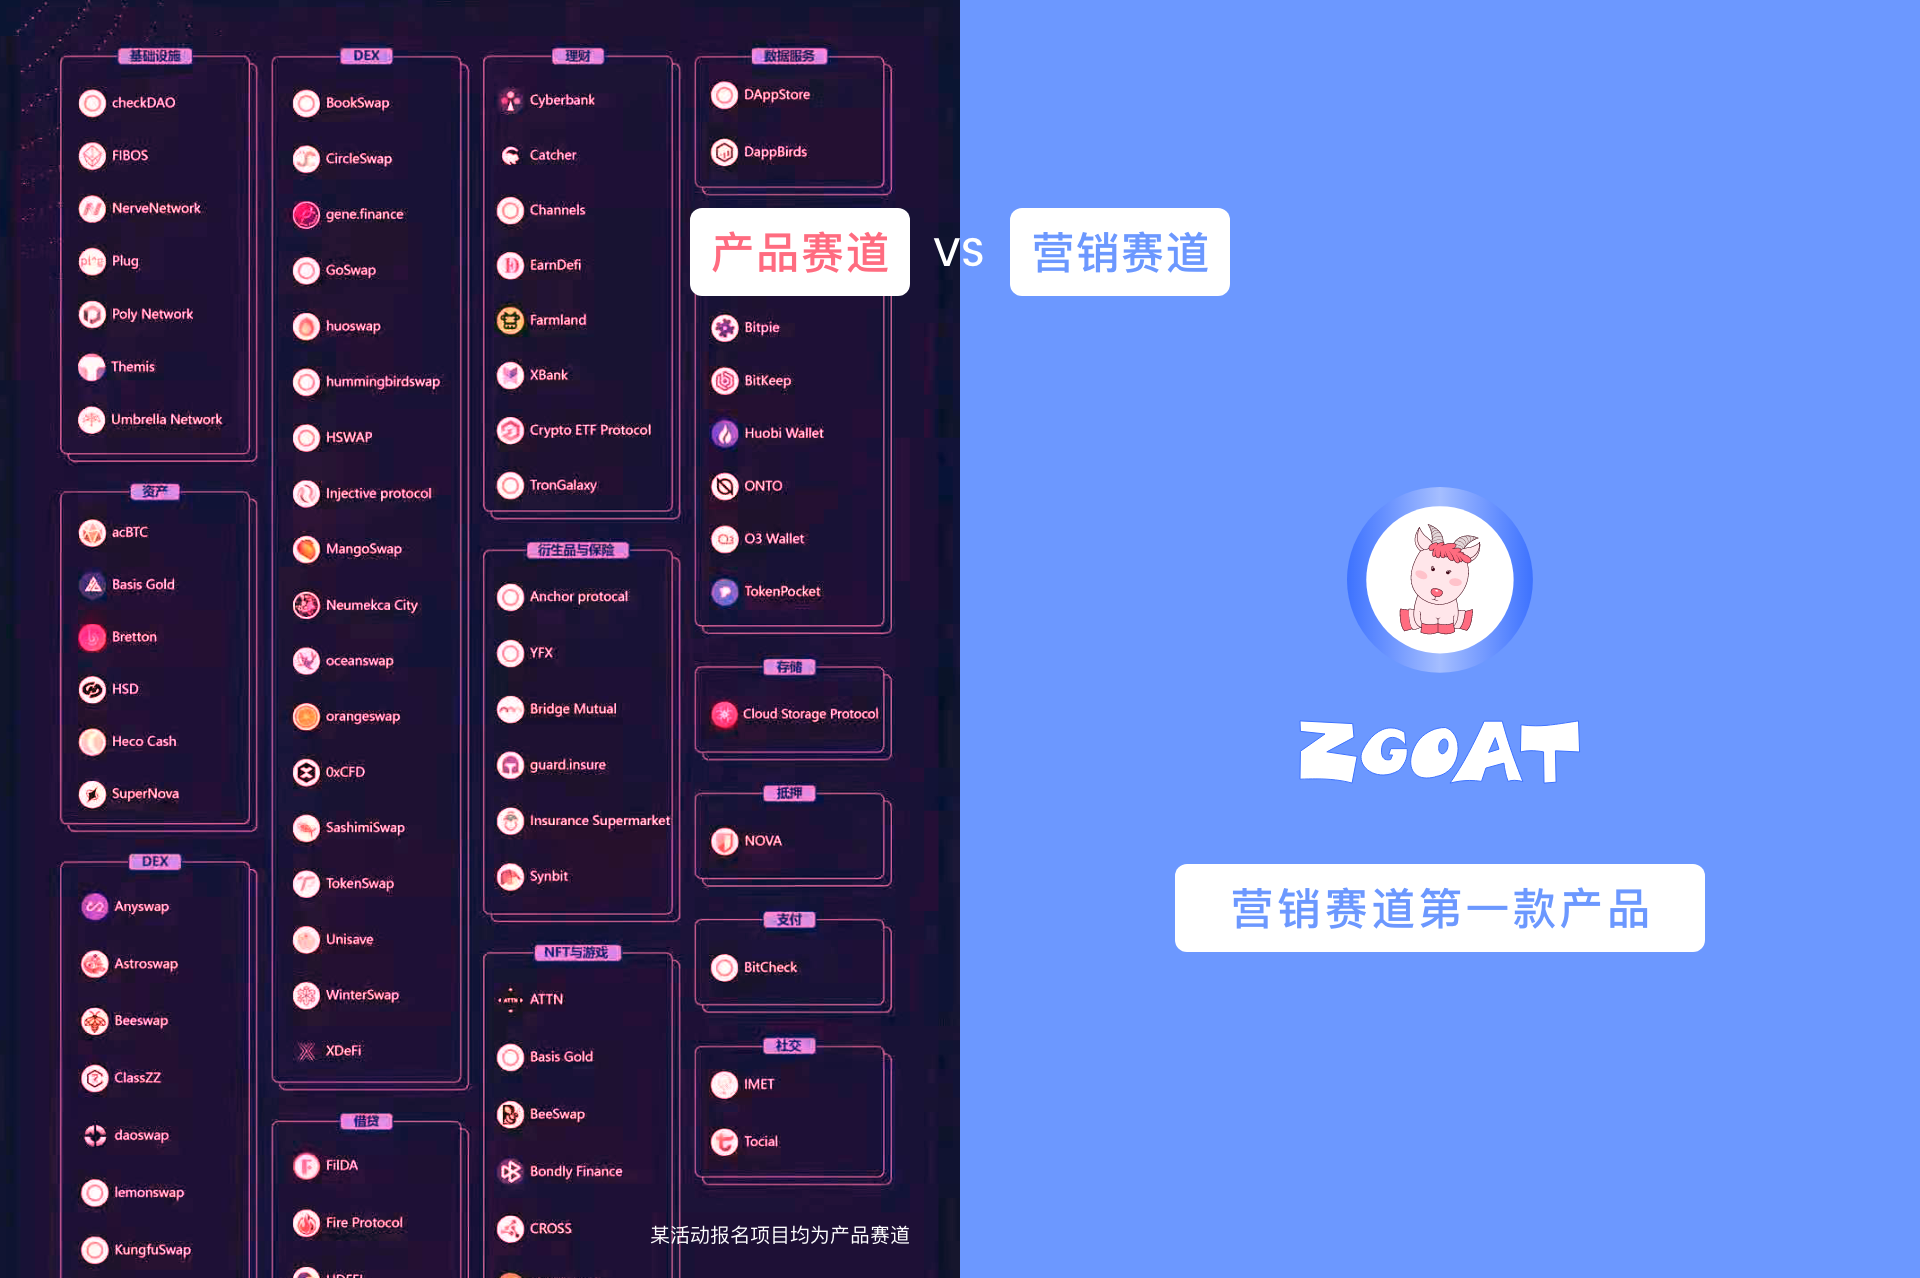 基础设施
checkDAO
FIBOS
NerveNetwork
Plug
Poly Network
Themis
Umbrella Network
资产
acBTC
Basis Gold
Bretton
HSD
Heco Cash
SuperNova
DEX
Anyswap
Astroswap
Beeswap
ClassZZ
daoswap
lemonswap
KungfuSwap
DEX
BookSwap
CircleSwap
gene.finance
GoSwap
huoswap
hummingbirdswap
HSWAP
Injective protocol
MangoSwap
Neumekca City
oceanswap
orangeswap
0xCFD
SashimiSwap
TokenSwap
Unisave
WinterSwap
XDeFi
借贷
FilDA
Fire Protocol
理财
Cyberbank
Catcher
Channels
EarnDefi
Farmland
XBank
Crypto ETF Protocol
TronGalaxy
衍生品与保险
Anchor protocal
YFX
Bridge Mutual
guard.insure
Insurance Supermarket
Synbit
NFT与游戏
ATTN
Basis Gold
BeeSwap
Bondly Finance
CROSS
数据服务
DAppStore
DappBirds
Bitpie
BitKeep
Huobi Wallet
ONTO
O3 Wallet
TokenPocket
存储
Cloud Storage Protocol
抵押
NOVA
支付
BitCheck
社交
IMET
Tocial
某活动报名项目均为产品赛道
产品赛道
VS
营销赛道
ZGOAT
营销赛道第一款产品